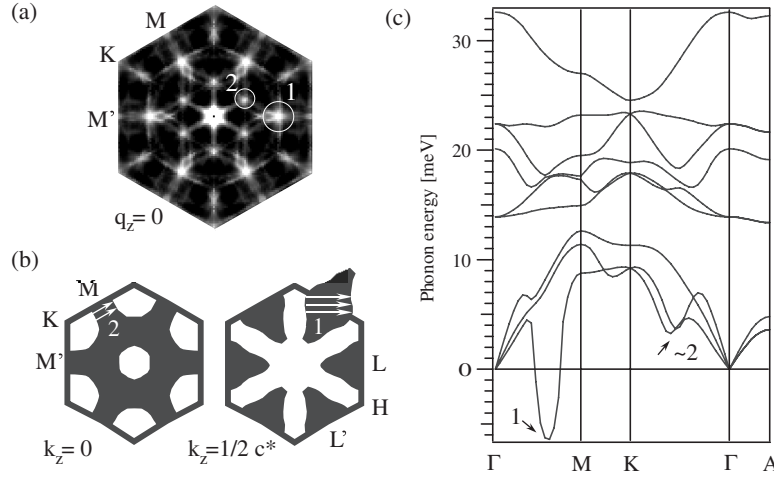 (a)
M
K
M'
2
1
q_z = 0
(b)
M
K
M'
2
k_z = 0
1
L
H
L'
k_z = 1/2 c*
(c)
Phonon energy [meV]
30
20
10
0
1
~2
Γ
M
K
Γ
A